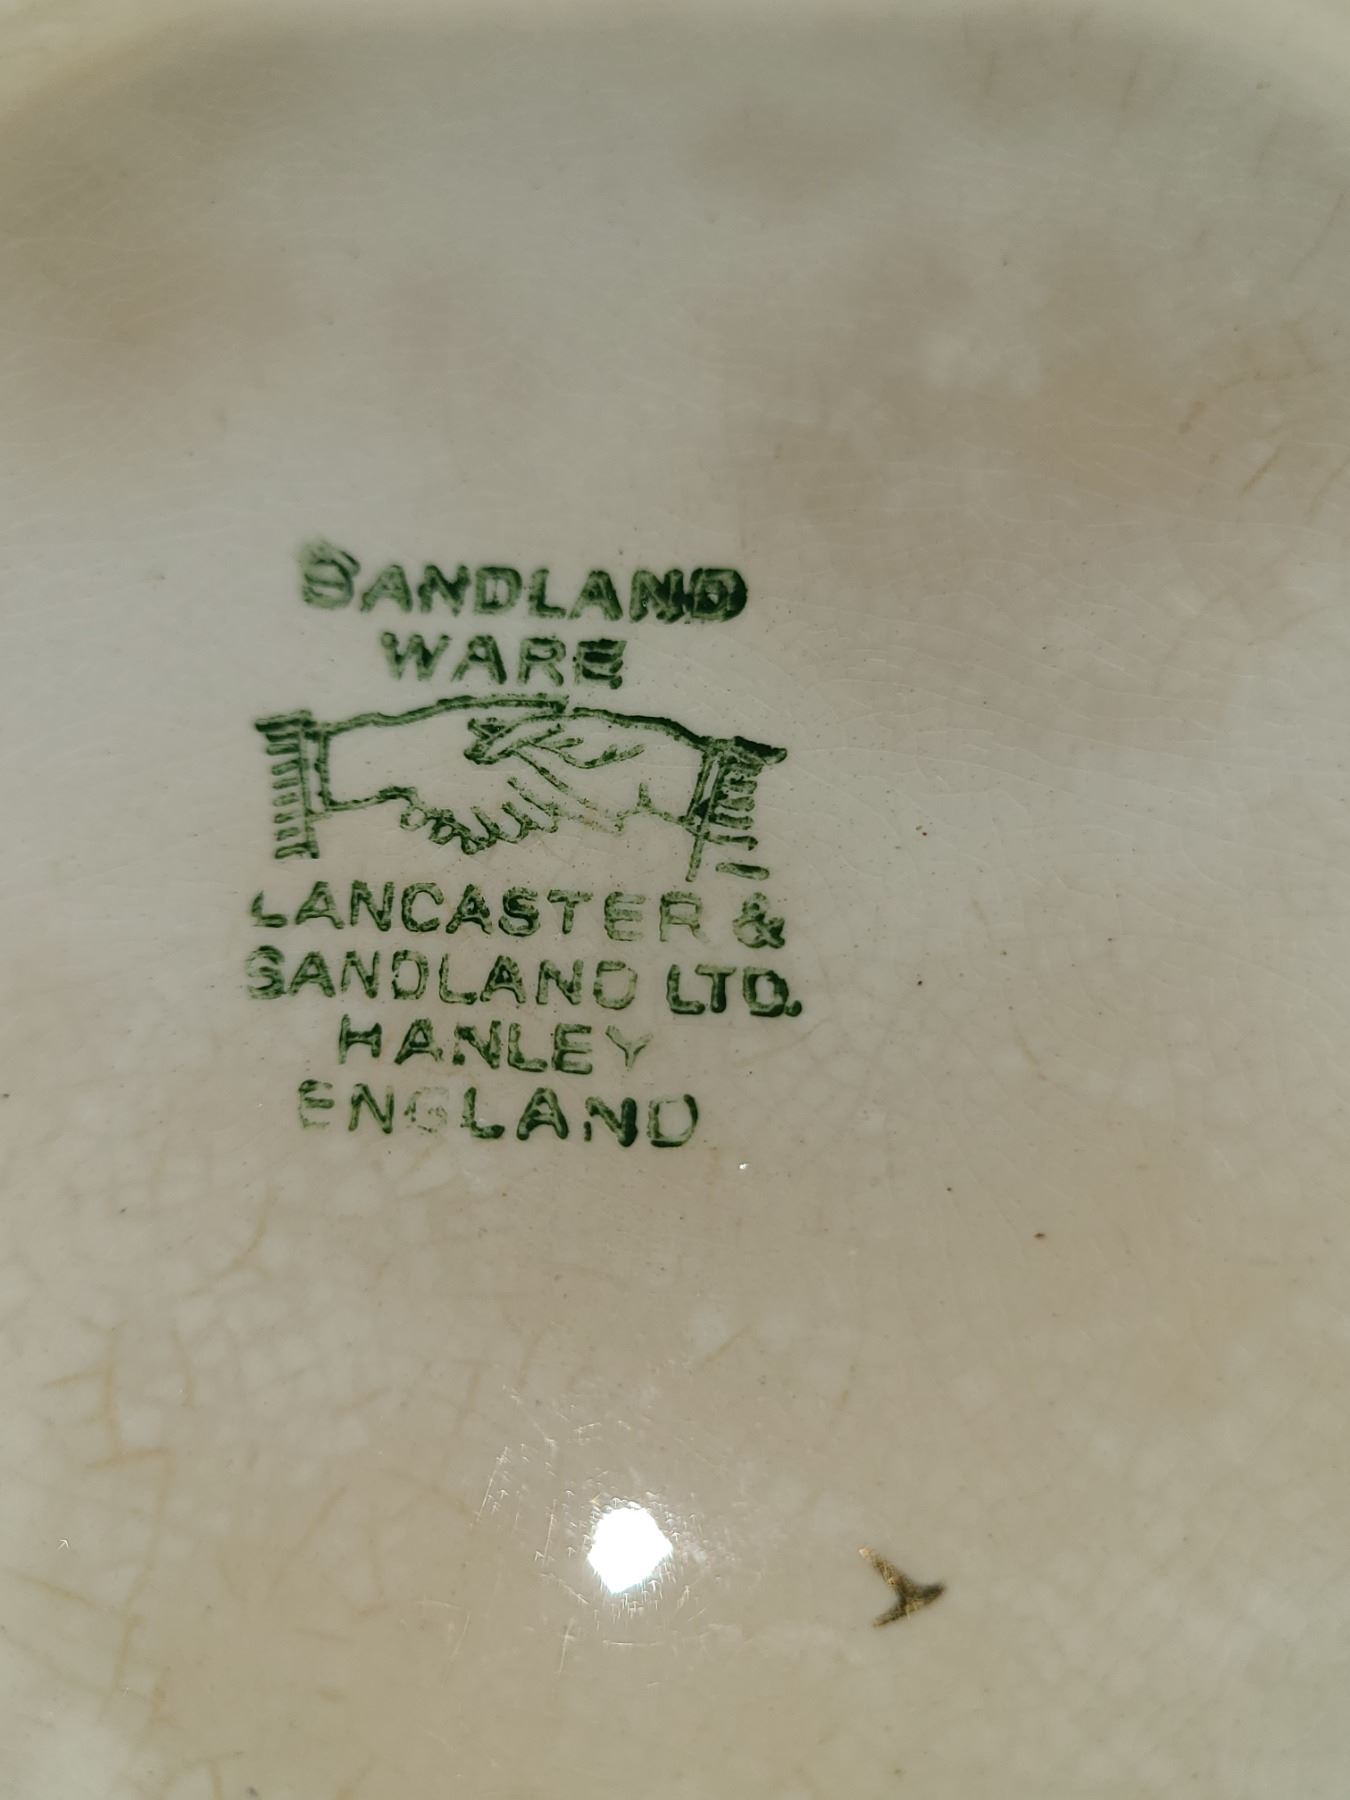 SANDLAND
WARE
LANCASTER &
SANDLAND LTD.
HANLEY
ENGLAND